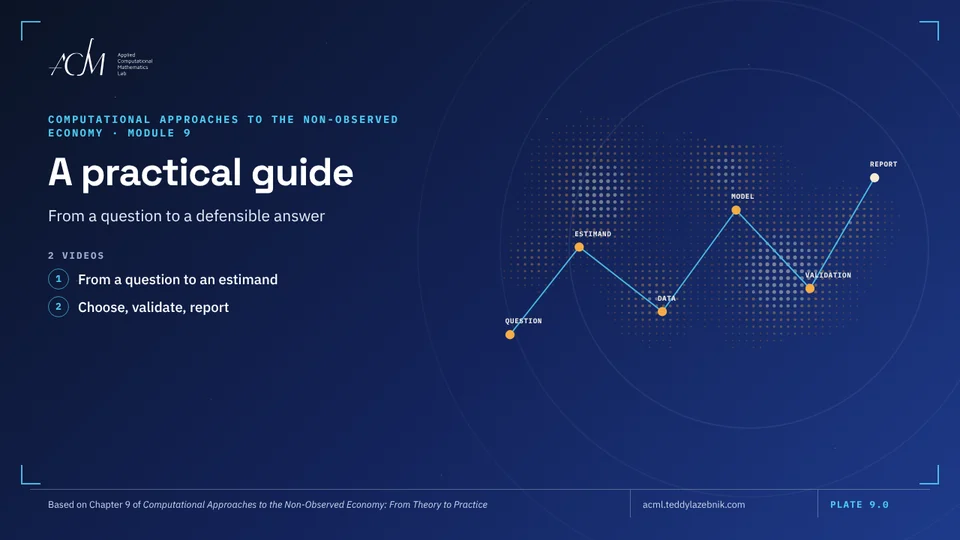 ACM
Applied
Computational
Mathematics
Lab
COMPUTATIONAL APPROACHES TO THE NON-OBSERVED
ECONOMY · MODULE 9
A practical guide
From a question to a defensible answer
2 VIDEOS
1 From a question to an estimand
2 Choose, validate, report
QUESTION
ESTIMAND
DATA
MODEL
VALIDATION
REPORT
Based on Chapter 9 of Computational Approaches to the Non-Observed Economy: From Theory to Practice
acml.teddylazebnik.com
PLATE 9.0